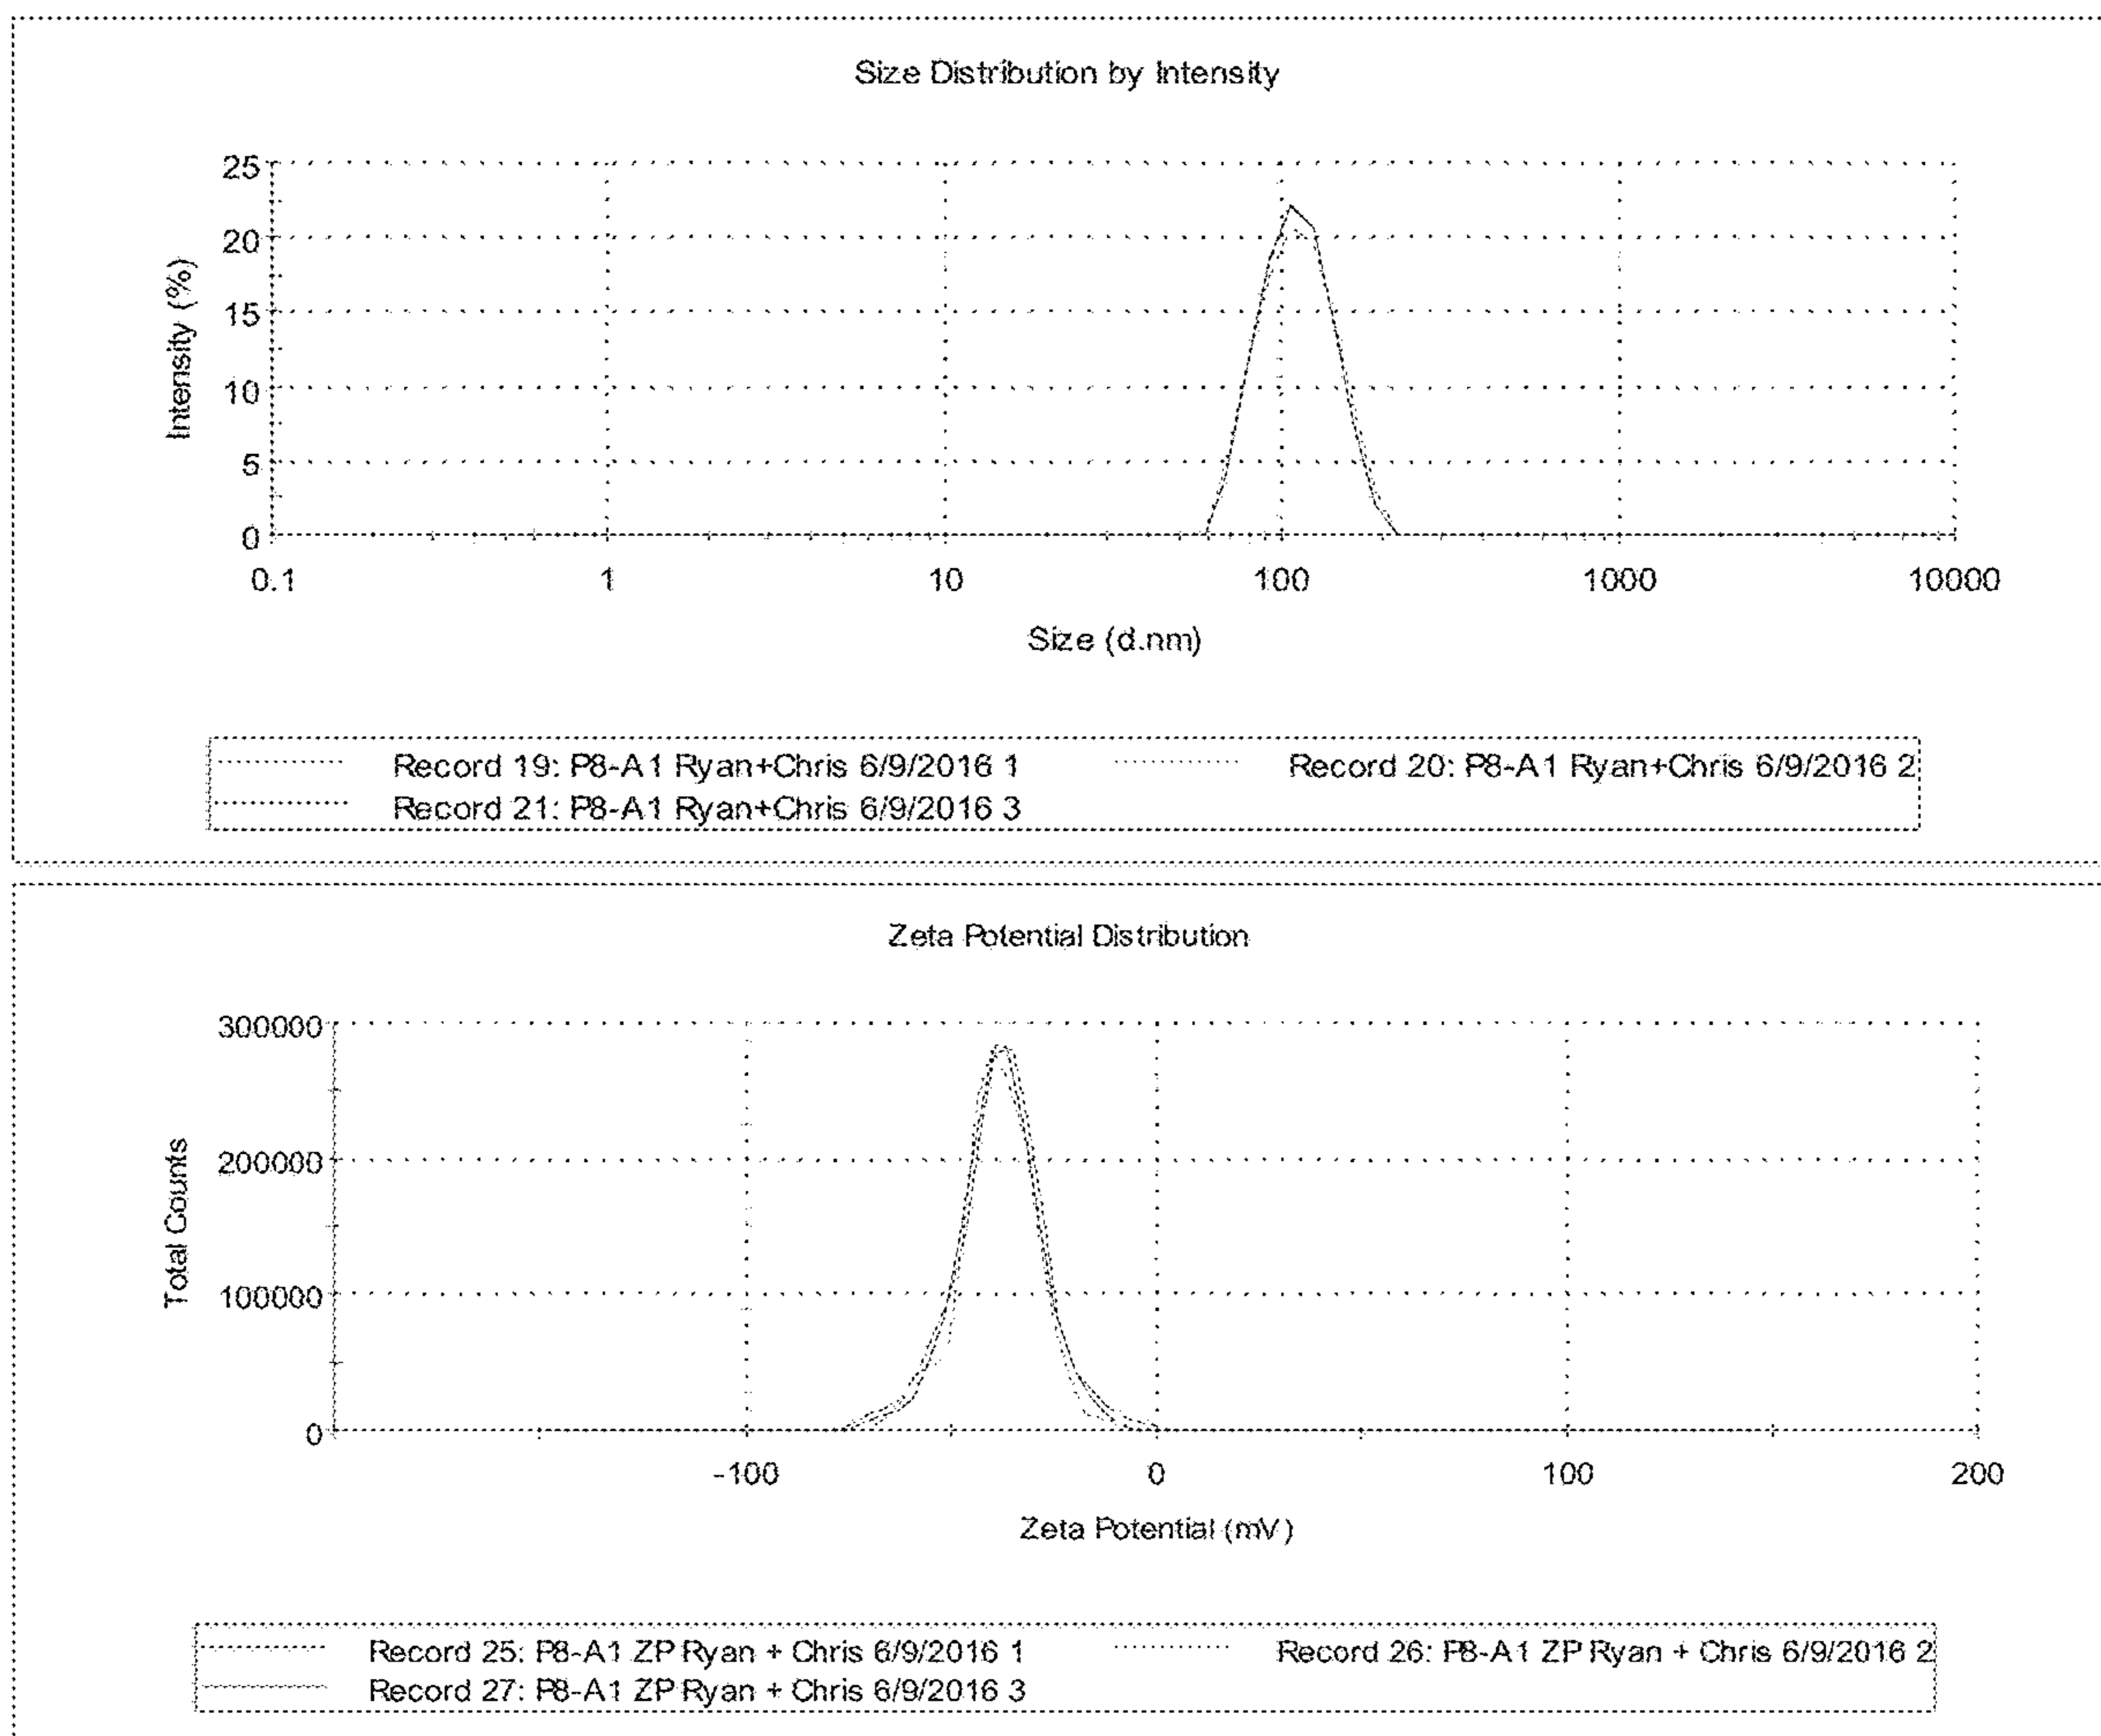 Size Distribution by Intensity
25
20
15
10
5
0
Intensity (%)
0.1 1 10 100 1000 10000
Size (d.nm)
Record 19: P8-A1 Ryan+Chris 6/9/2016 1 Record 20: P8-A1 Ryan+Chris 6/9/2016 2
Record 21: P8-A1 Ryan+Chris 6/9/2016 3
Zeta Potential Distribution
300000
200000
100000
0
Total Counts
-100 0 100 200
Zeta Potential (mV)
Record 25: P8-A1 ZP Ryan + Chris 6/9/2016 1 Record 26: P8-A1 ZP Ryan + Chris 6/9/2016 2
Record 27: P8-A1 ZP Ryan + Chris 6/9/2016 3